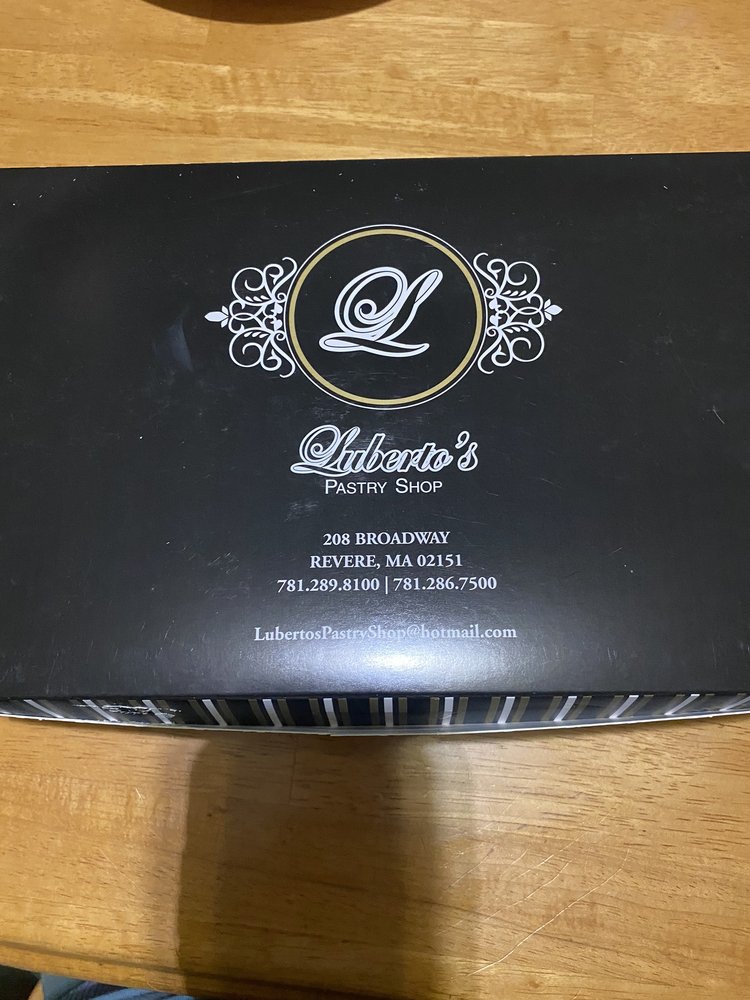 L
Luberto's
PASTRY SHOP
208 BROADWAY
REVERE, MA 02151
781.289.8100 | 781.286.7500
LubertosPastryShop@hotmail.com